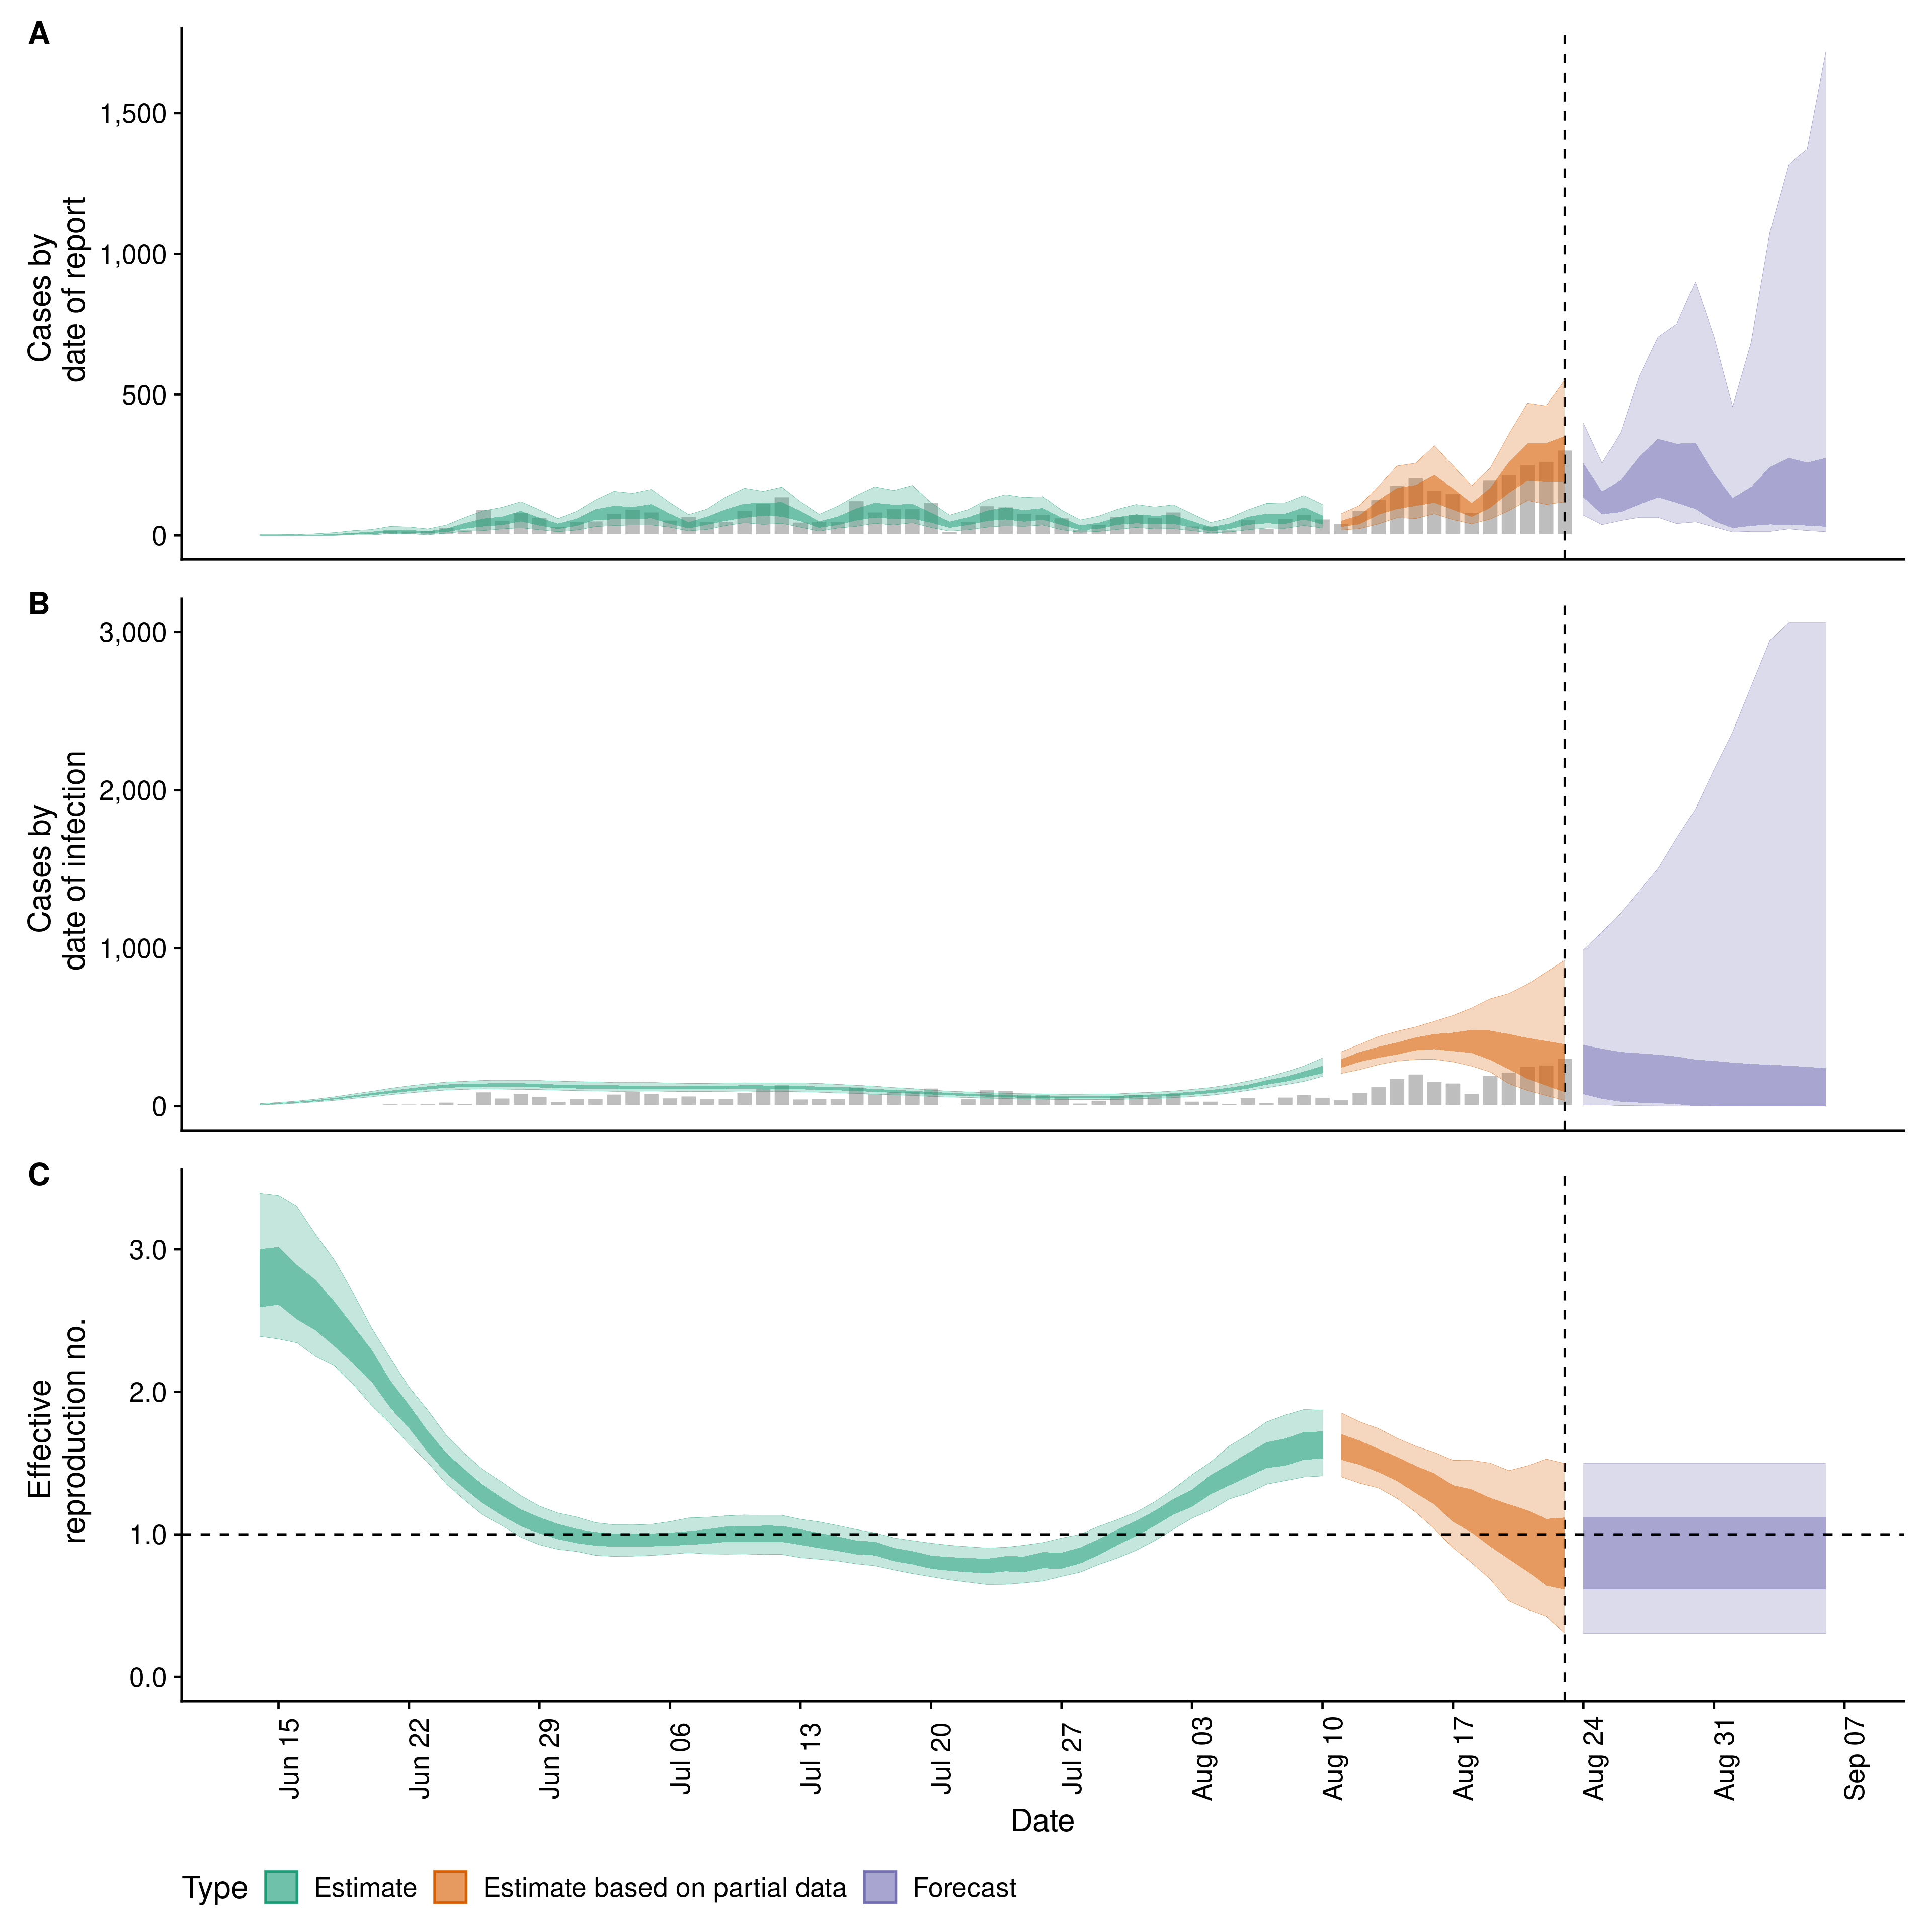 A
Cases by
date of report
1,500
1,000
500
0
B
Cases by
date of infection
3,000
2,000
1,000
0
C
Effective
reproduction no.
3.0
2.0
1.0
0.0
Jun 15
Jun 22
Jun 29
Jul 06
Jul 13
Jul 20
Jul 27
Aug 03
Aug 10
Aug 17
Aug 24
Aug 31
Sep 07
Date
Type Estimate Estimate based on partial data Forecast